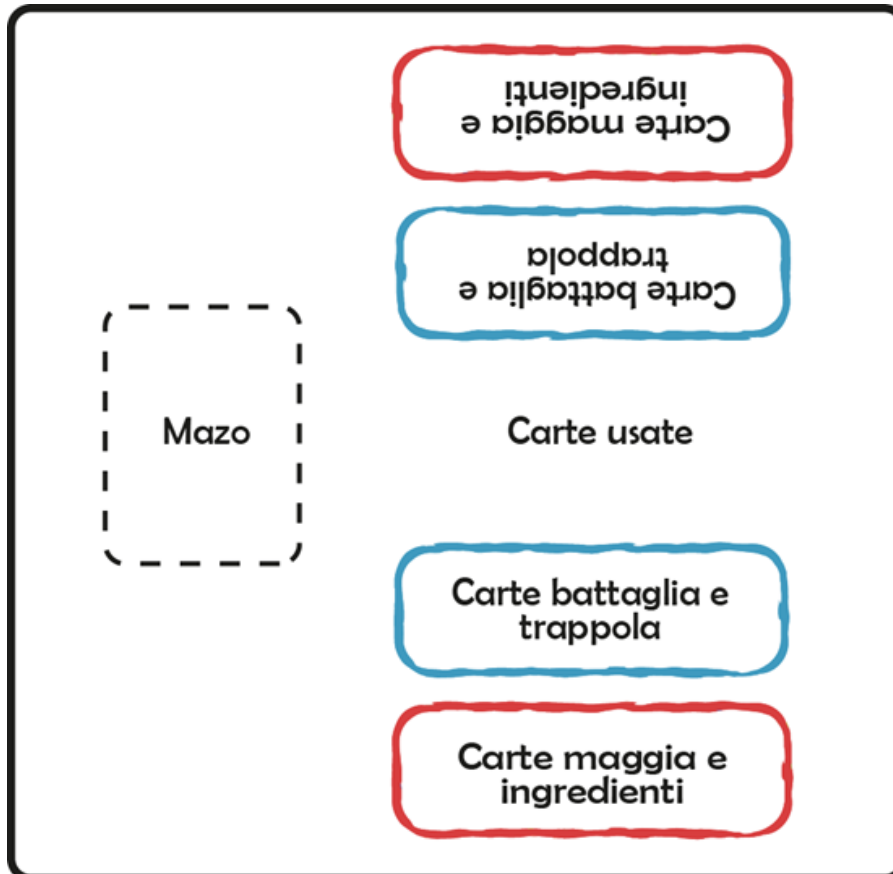 Carte maggia e
ingredienti
Carte battaglia e
trappola
Mazo
Carte usate
Carte battaglia e
trappola
Carte maggia e
ingredienti